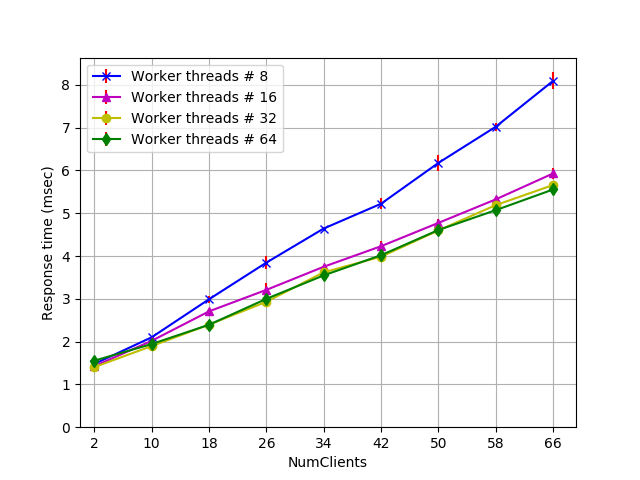 Worker threads # 8
Worker threads # 16
Worker threads # 32
Worker threads # 64
Response time (msec)
8
7
6
5
4
3
2
1
0
2 10 18 26 34 42 50 58 66
NumClients